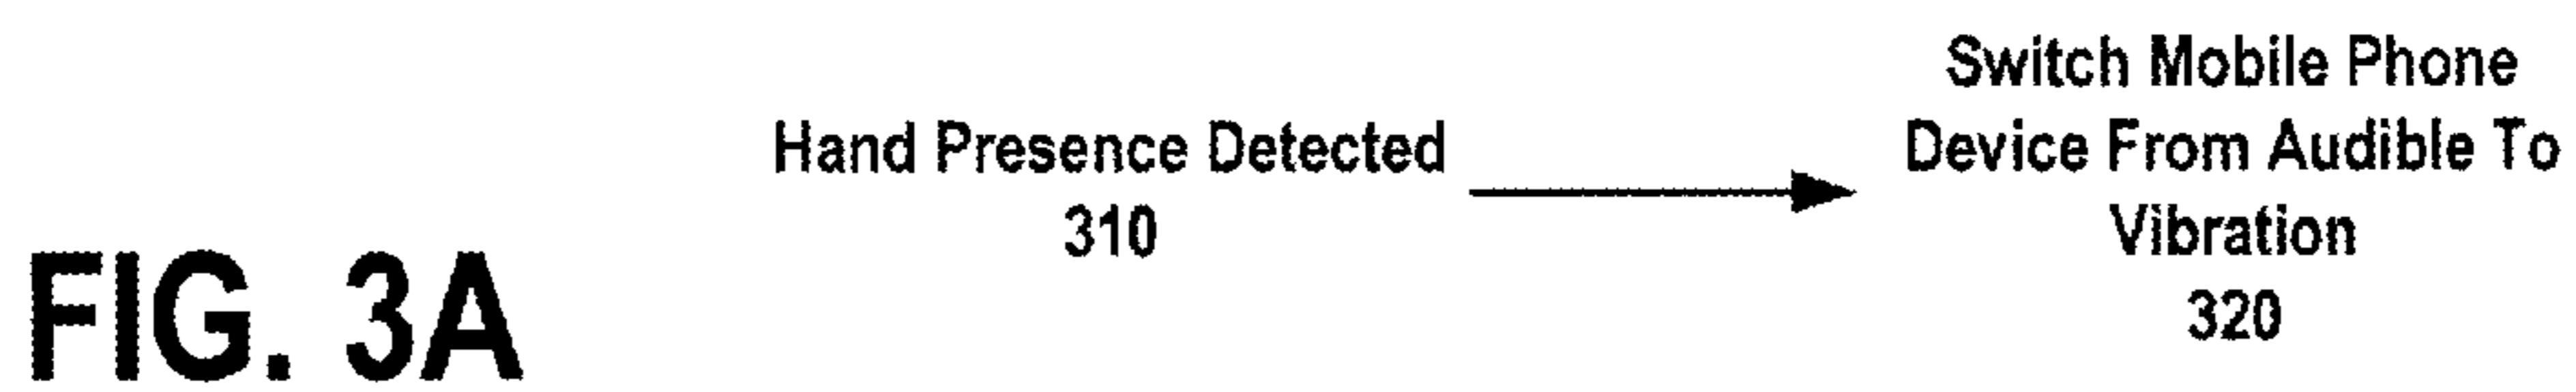 Hand Presence Detected
310
Switch Mobile Phone
Device From Audible To
Vibration
320
FIG. 3A